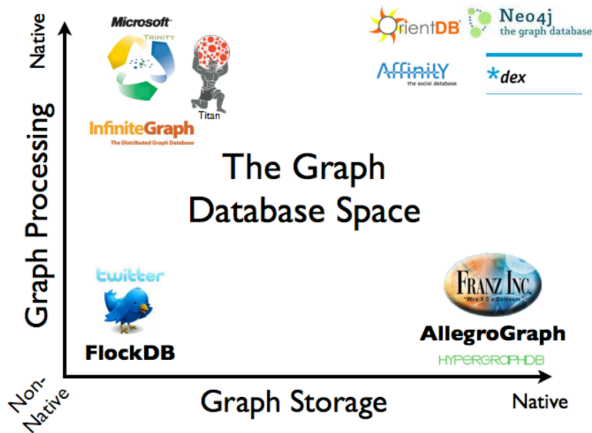 Microsoft®
TRINITY
Titan
InfiniteGraph
The Distributed Graph Database
OrientDB®
Neo4j
the graph database
AffinitY
the social database
*dex
Native
Graph Processing
The Graph
Database Space
twitter
FlockDB
FRANZ INC.
AllegroGraph
HYPERGRAPHDB
Non-
Native
Graph Storage
Native